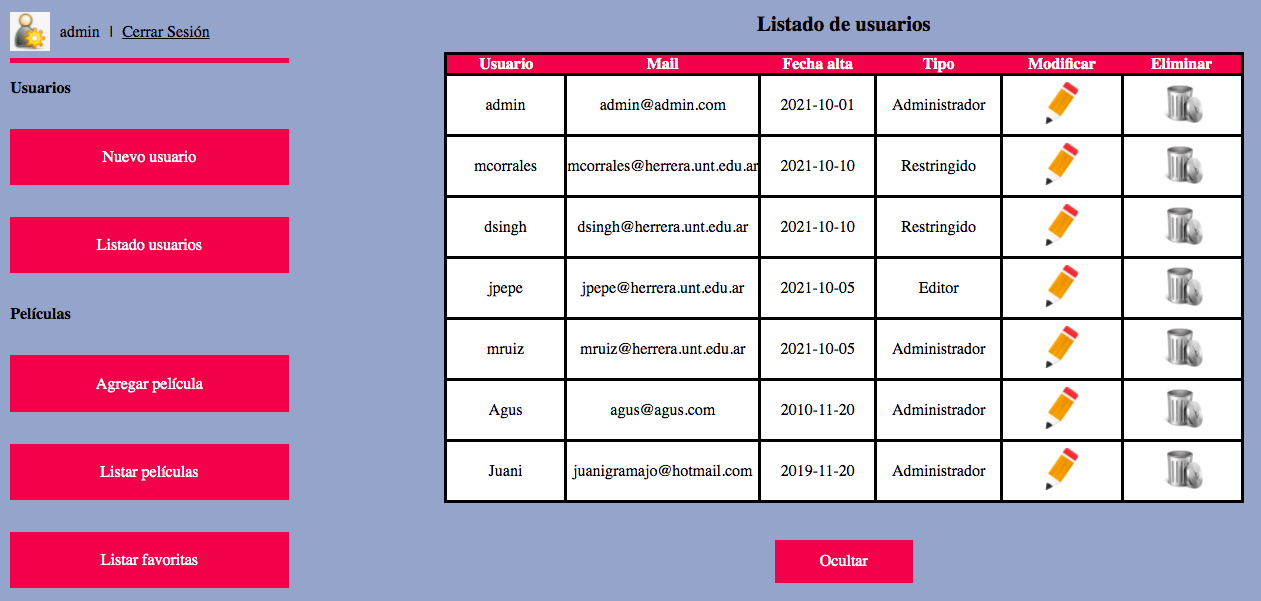 admin | Cerrar Sesión
Usuarios
Nuevo usuario
Listado usuarios
Películas
Agregar película
Listar películas
Listar favoritas
Listado de usuarios
Usuario Mail Fecha alta Tipo Modificar Eliminar
admin admin@admin.com 2021-10-01 Administrador
mcorrales mcorrales@herrera.unt.edu.ar 2021-10-10 Restringido
dsingh dsingh@herrera.unt.edu.ar 2021-10-10 Restringido
jpepe jpepe@herrera.unt.edu.ar 2021-10-05 Editor
mruiz mruiz@herrera.unt.edu.ar 2021-10-05 Administrador
Agus agus@agus.com 2010-11-20 Administrador
Juani juanigramajo@hotmail.com 2019-11-20 Administrador
Ocultar